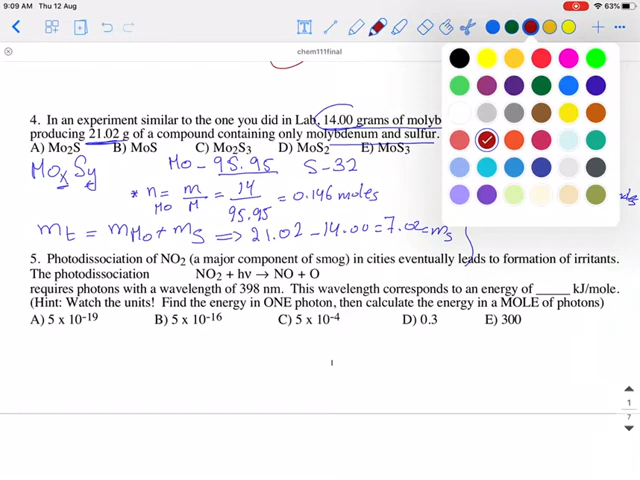 9:09 AM Thu 12 Aug 63%
chem111final
4. In an experiment similar to the one you did in Lab, 14.00 grams of molyb
producing 21.02 g of a compound containing only molybdenum and sulfur.
A) Mo2S B) MoS C) Mo2S3 D) MoS2 E) MoS3
MoxSy Mo - 95.95 S - 32
* nMo = m/M = 14/95.95 = 0.146 moles
mt = mMo + mS ⇒ 21.02 - 14.00 = 7.02 = ms
5. Photodissociation of NO2 (a major component of smog) in cities eventually leads to formation of irritants.
The photodissociation NO2 + hν → NO + O
requires photons with a wavelength of 398 nm. This wavelength corresponds to an energy of _____ kJ/mole.
(Hint: Watch the units! Find the energy in ONE photon, then calculate the energy in a MOLE of photons)
A) 5 x 10-19 B) 5 x 10-16 C) 5 x 10-4 D) 0.3 E) 300
1
1
7